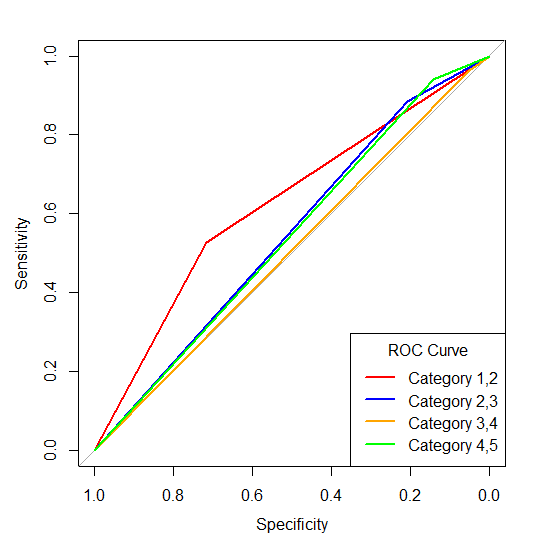 1.0
0.8
0.6
0.4
0.2
0.0
Sensitivity
ROC Curve
Category 1,2
Category 2,3
Category 3,4
Category 4,5
1.0 0.8 0.6 0.4 0.2 0.0
Specificity